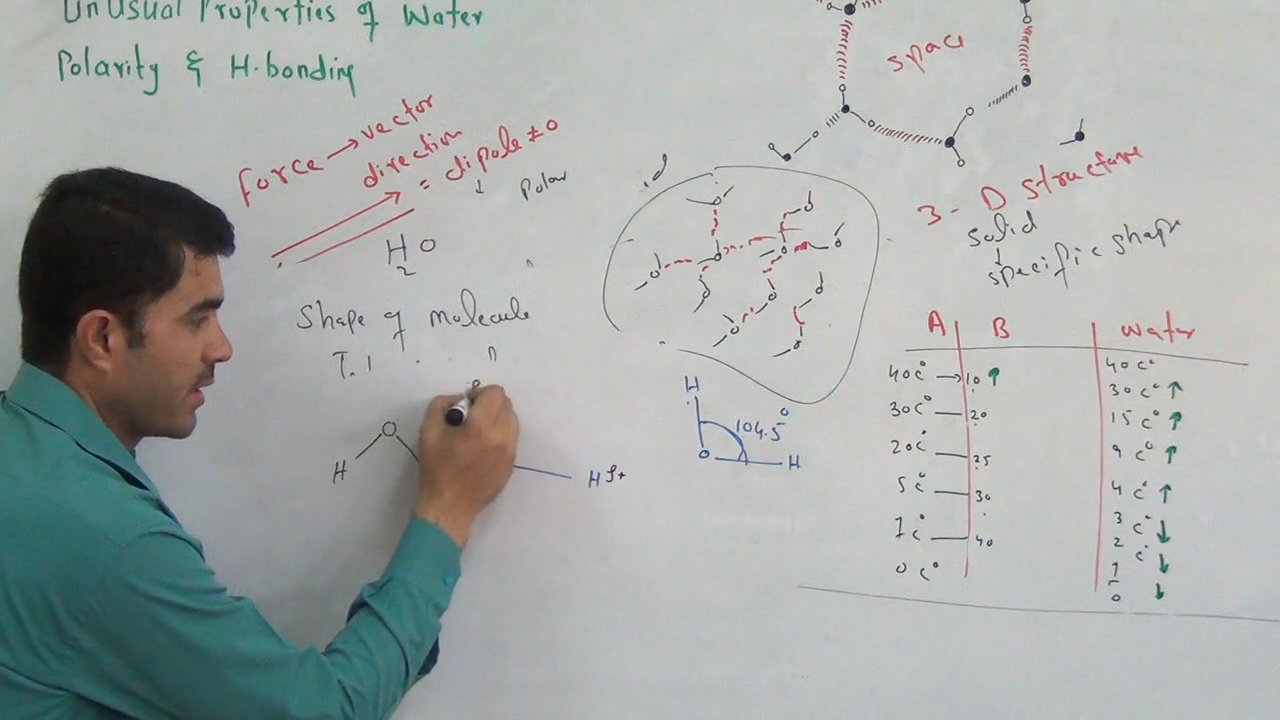 Unusual Properties of Water
Polarity & H-bonding
force → vector
direction
= dipole ≠ 0
↓ Polar
H2O
Shape of molecule
H O
H δ+
H
104.5°
O H
space
3-D structure
solid
↓
specific shape
A B Water
40c° → 10 ↑ 40c°
30c° 20 30c° ↑
20c° 25 15c° ↑
5c° 30 9c° ↑
1c° 40 4c° ↑
0c° 3c° ↓
2c°
1 ↓
0 ↓